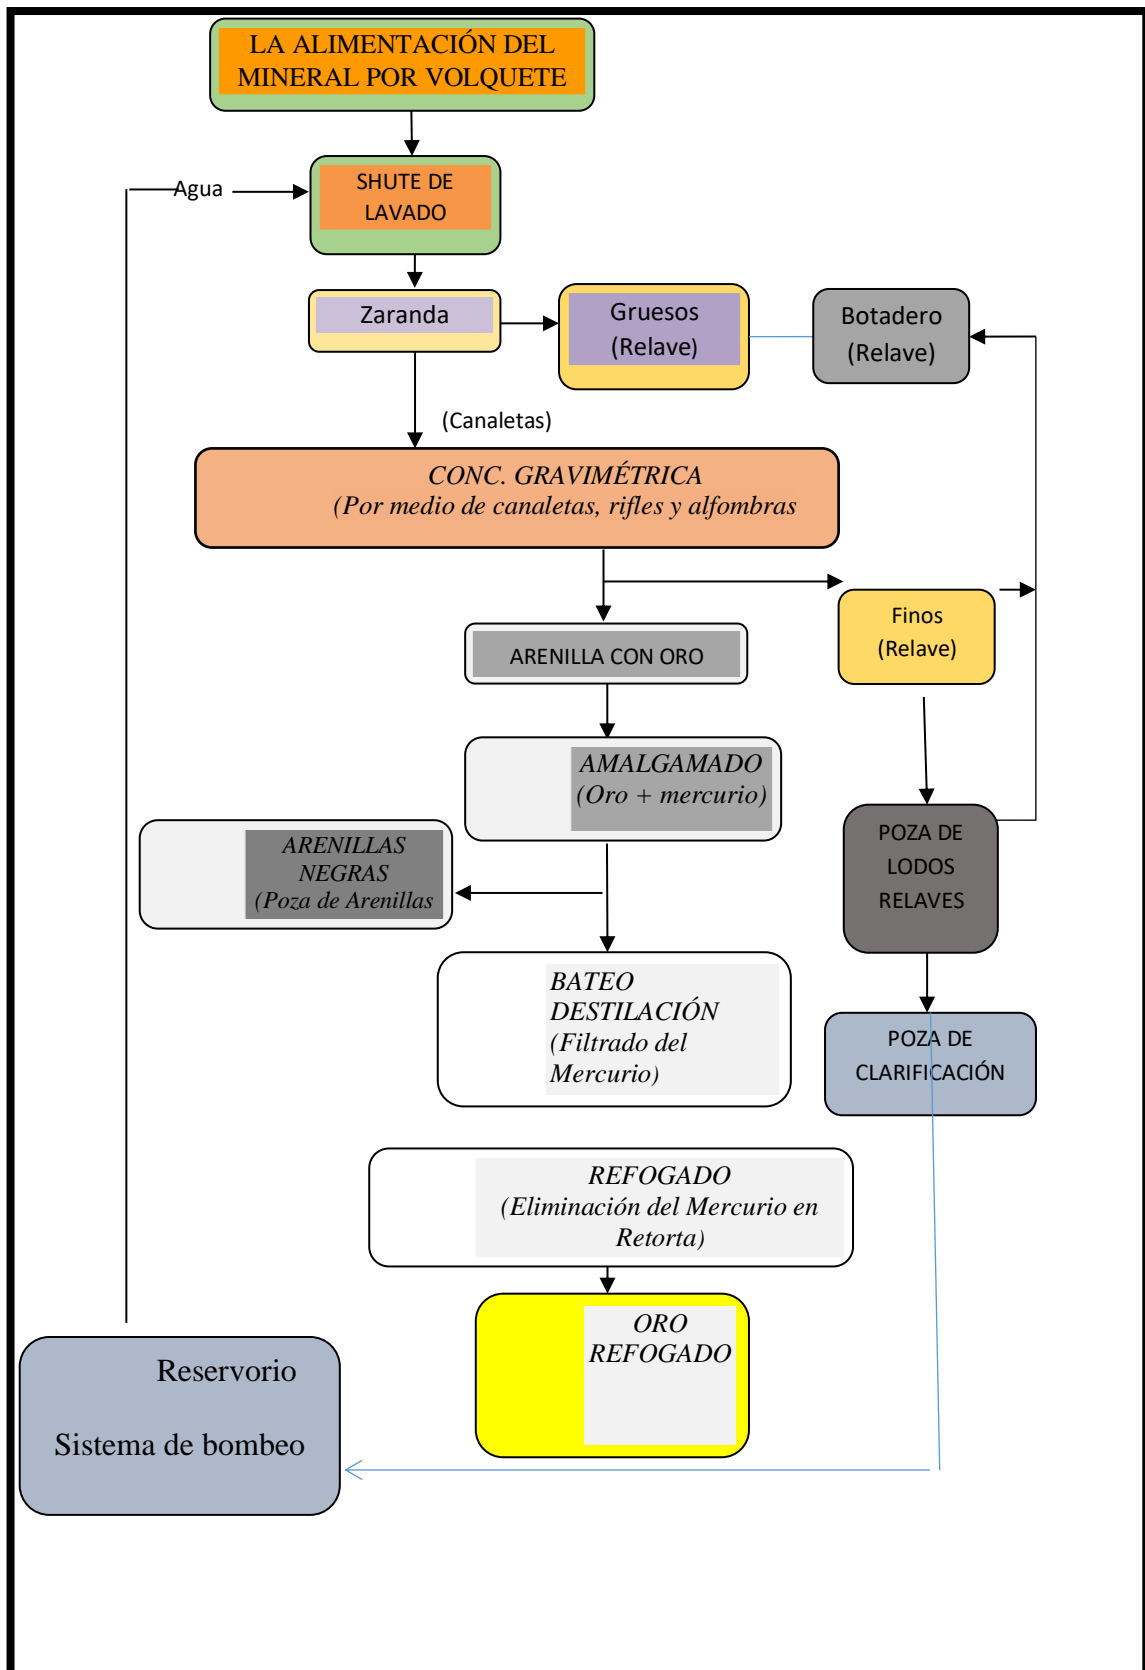 LA ALIMENTACIÓN DEL
MINERAL POR VOLQUETE
Agua
SHUTE DE
LAVADO
Zaranda
Gruesos
(Relave)
Botadero
(Relave)
(Canaletas)
CONC. GRAVIMÉTRICA
(Por medio de canaletas, rifles y alfombras
Finos
(Relave)
ARENILLA CON ORO
AMALGAMADO
(Oro + mercurio)
ARENILLAS
NEGRAS
(Poza de Arenillas
POZA DE
LODOS
RELAVES
BATEO
DESTILACIÓN
(Filtrado del
Mercurio)
POZA DE
CLARIFICACIÓN
REFOGADO
(Eliminación del Mercurio en
Retorta)
ORO
REFOGADO
Reservorio
Sistema de bombeo